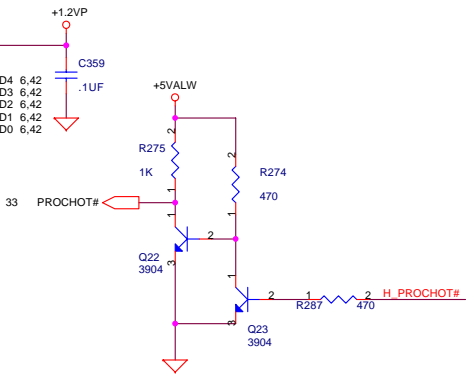 +1.2VP
C359
.1UF
D4 6,42
D3 6,42
D2 6,42
D1 6,42
D0 6,42
+5VALW
2
R275
1K
1
2
R274
470
1
33 PROCHOT#
1
2
Q22
3904
3
1
2
1
2
H_PROCHOT#
R287
470
3
Q23
3904